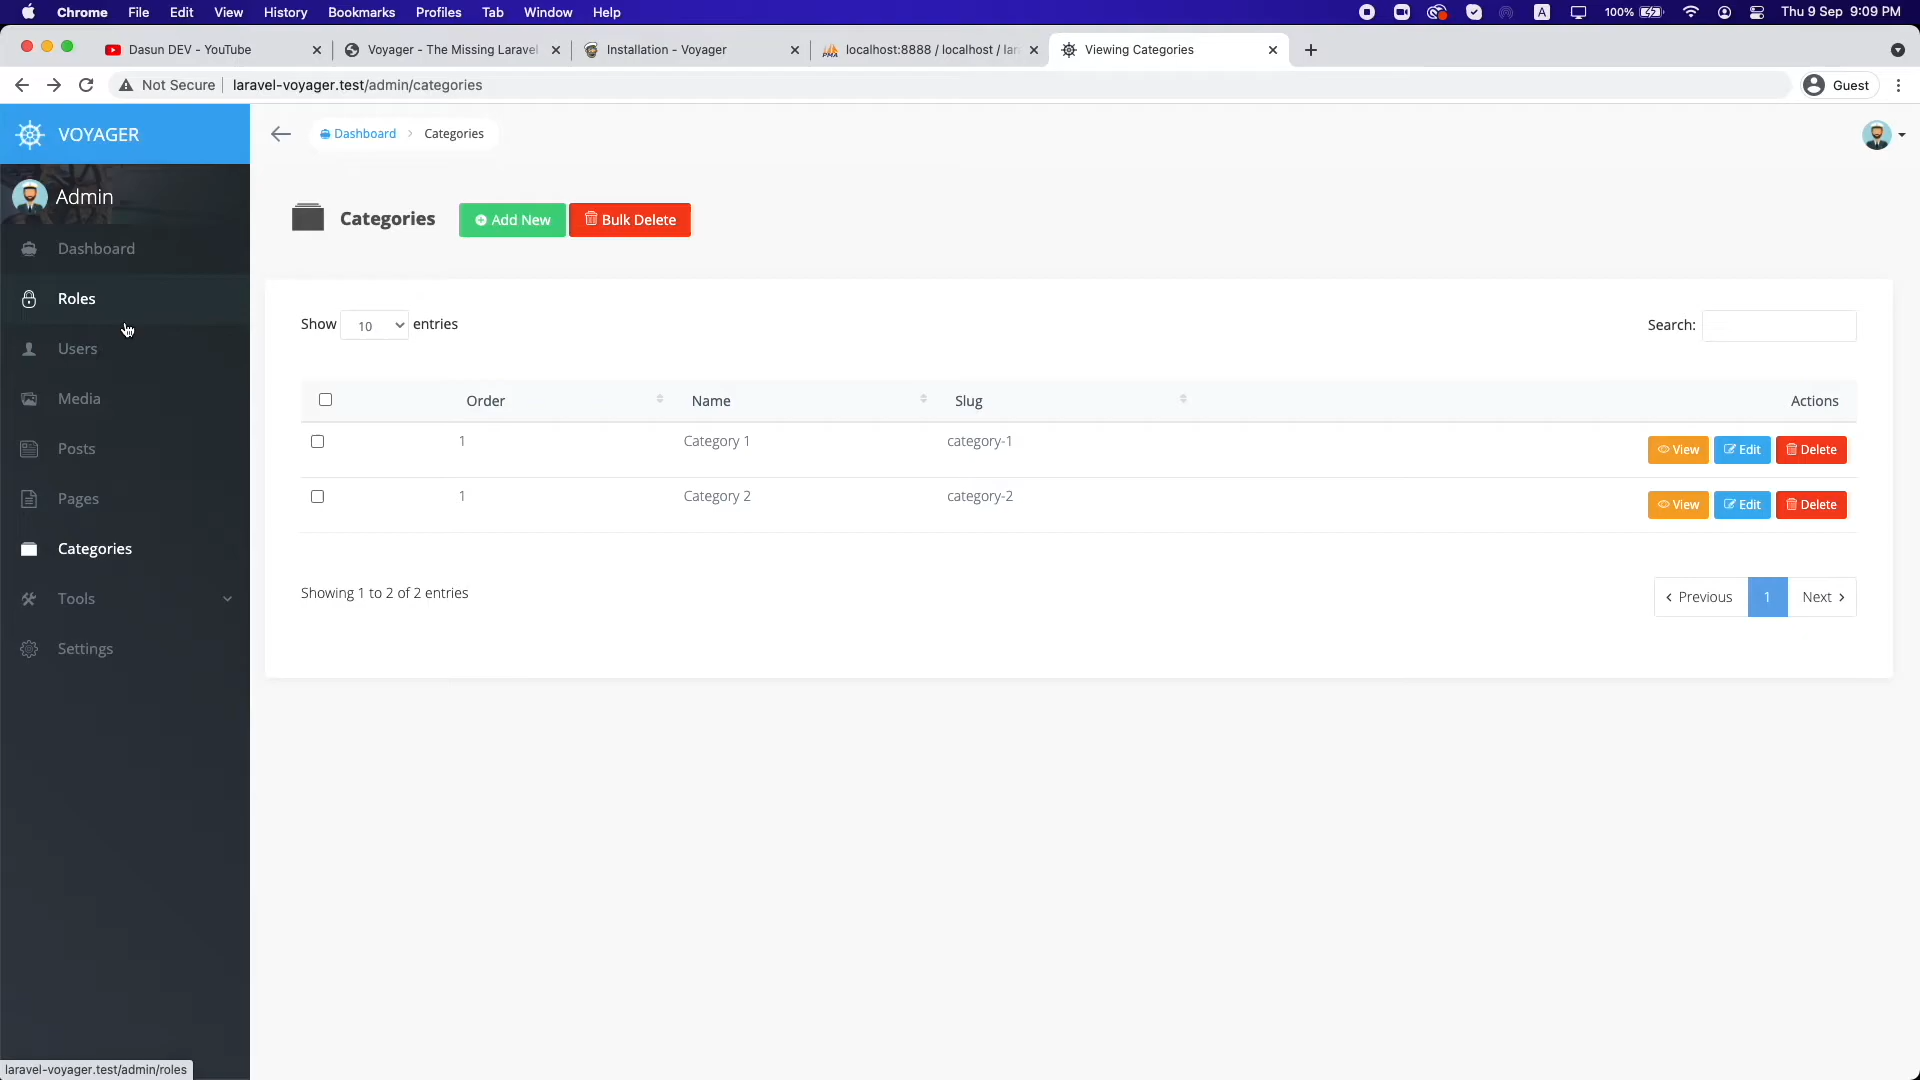 Chrome File Edit View History Bookmarks Profiles Tab Window Help A 100% Thu 9 Sep 9:09 PM
Dasun DEV - YouTube Voyager - The Missing Laravel Installation - Voyager PMA localhost:8888 / localhost / lar Viewing Categories
Not Secure laravel-voyager.test/admin/categories Guest
VOYAGER
Dashboard > Categories
Admin
Categories Add New Bulk Delete
Dashboard
Roles
Users
Media
Posts
Pages
Categories
Tools
Settings
Show 10 entries Search:
Order Name Slug Actions
1 Category 1 category-1 View Edit Delete
1 Category 2 category-2 View Edit Delete
Showing 1 to 2 of 2 entries
‹ Previous 1 Next ›
laravel-voyager.test/admin/roles